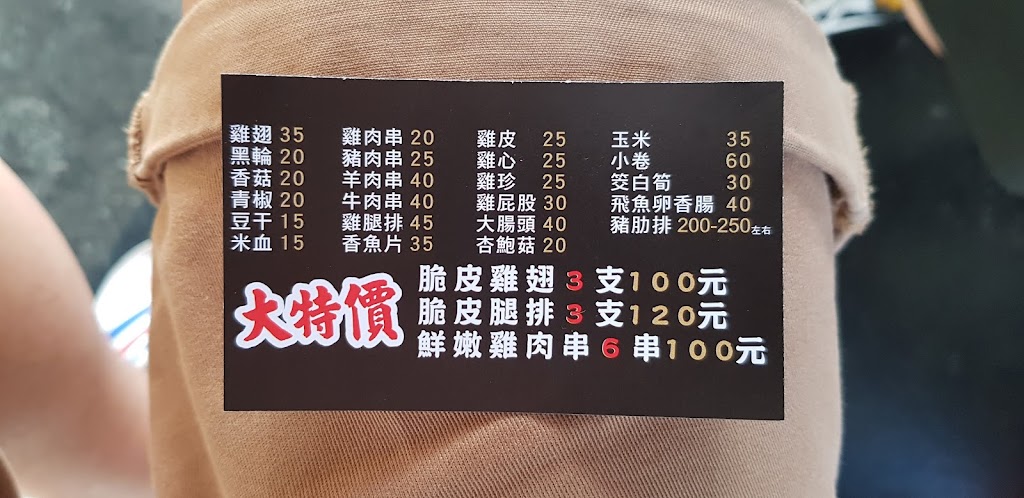 雞翅 35
黑輪 20
香菇 20
青椒 20
豆干 15
米血 15
雞肉串 20
豬肉串 25
羊肉串 40
牛肉串 40
雞腿排 45
香魚片 35
雞皮 25
雞心 25
雞珍 25
雞屁股 30
大腸頭 40
杏鮑菇 20
玉米 35
小卷 60
筊白筍 30
飛魚卵香腸 40
豬肋排 200-250左右
大特價
脆皮雞翅3支100元
脆皮腿排3支120元
鮮嫩雞肉串6串100元